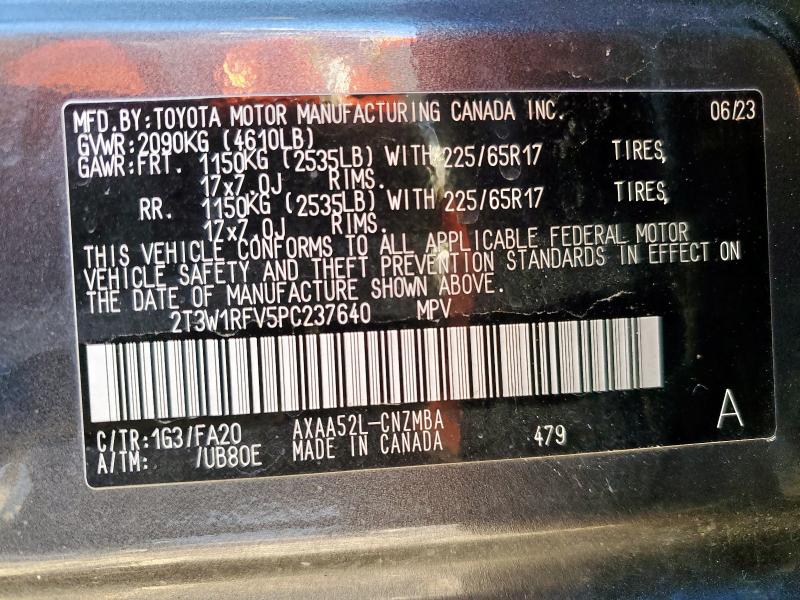 MFD.BY:TOYOTA MOTOR MANUFACTURING CANADA INC. 06/23
GVWR:2090KG (4610LB)
GAWR:FRT. 1150KG (2535LB) WITH 225/65R17 TIRES,
17x7.0J RIMS.
RR. 1150KG (2535LB) WITH 225/65R17 TIRES,
17x7.0J RIMS.
THIS VEHICLE CONFORMS TO ALL APPLICABLE FEDERAL MOTOR
VEHICLE SAFETY AND THEFT PREVENTION STANDARDS IN EFFECT ON
THE DATE OF MANUFACTURE SHOWN ABOVE.
2T3W1RFV5PC237640 MPV
C/TR:1G3/FA20 AXAA52L-CNZMBA
A/TM: /UB80E MADE IN CANADA 479 A